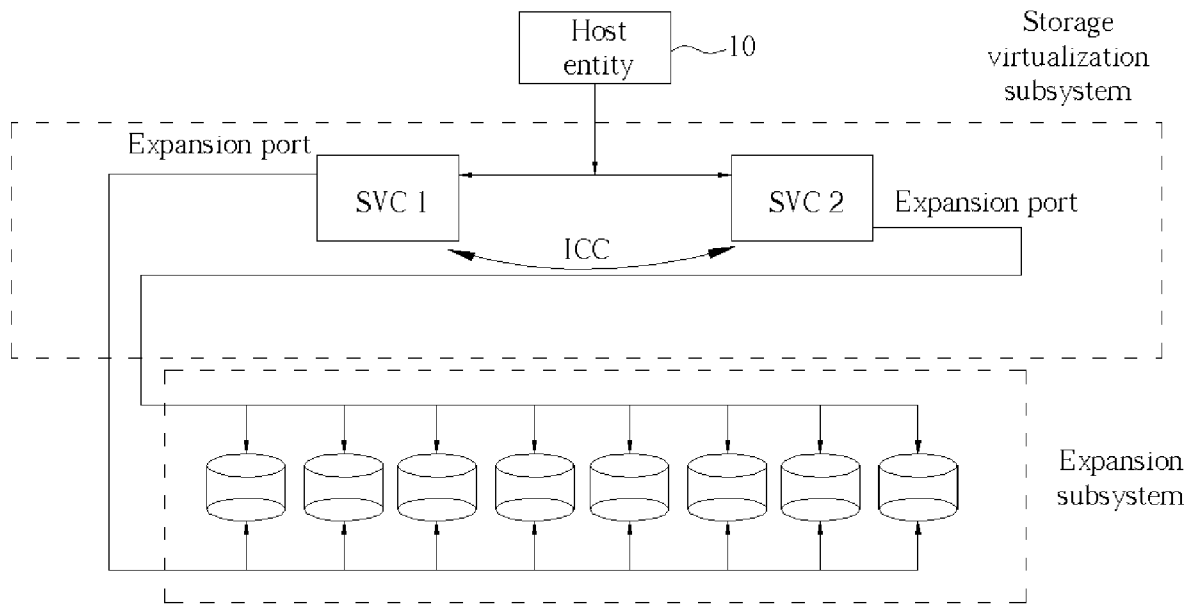 Host
entity
10
Storage
virtualization
subsystem
Expansion port
SVC 1
SVC 2
Expansion port
ICC
Expansion
subsystem